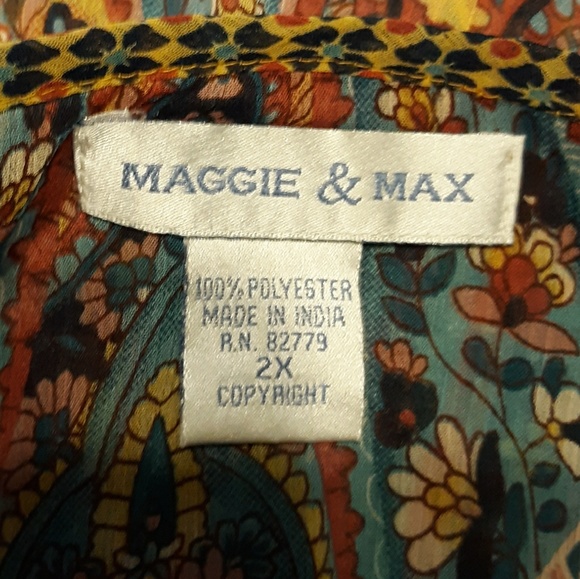 MAGGIE & MAX
100% POLYESTER
MADE IN INDIA
R.N. 82779
2X
COPYRIGHT